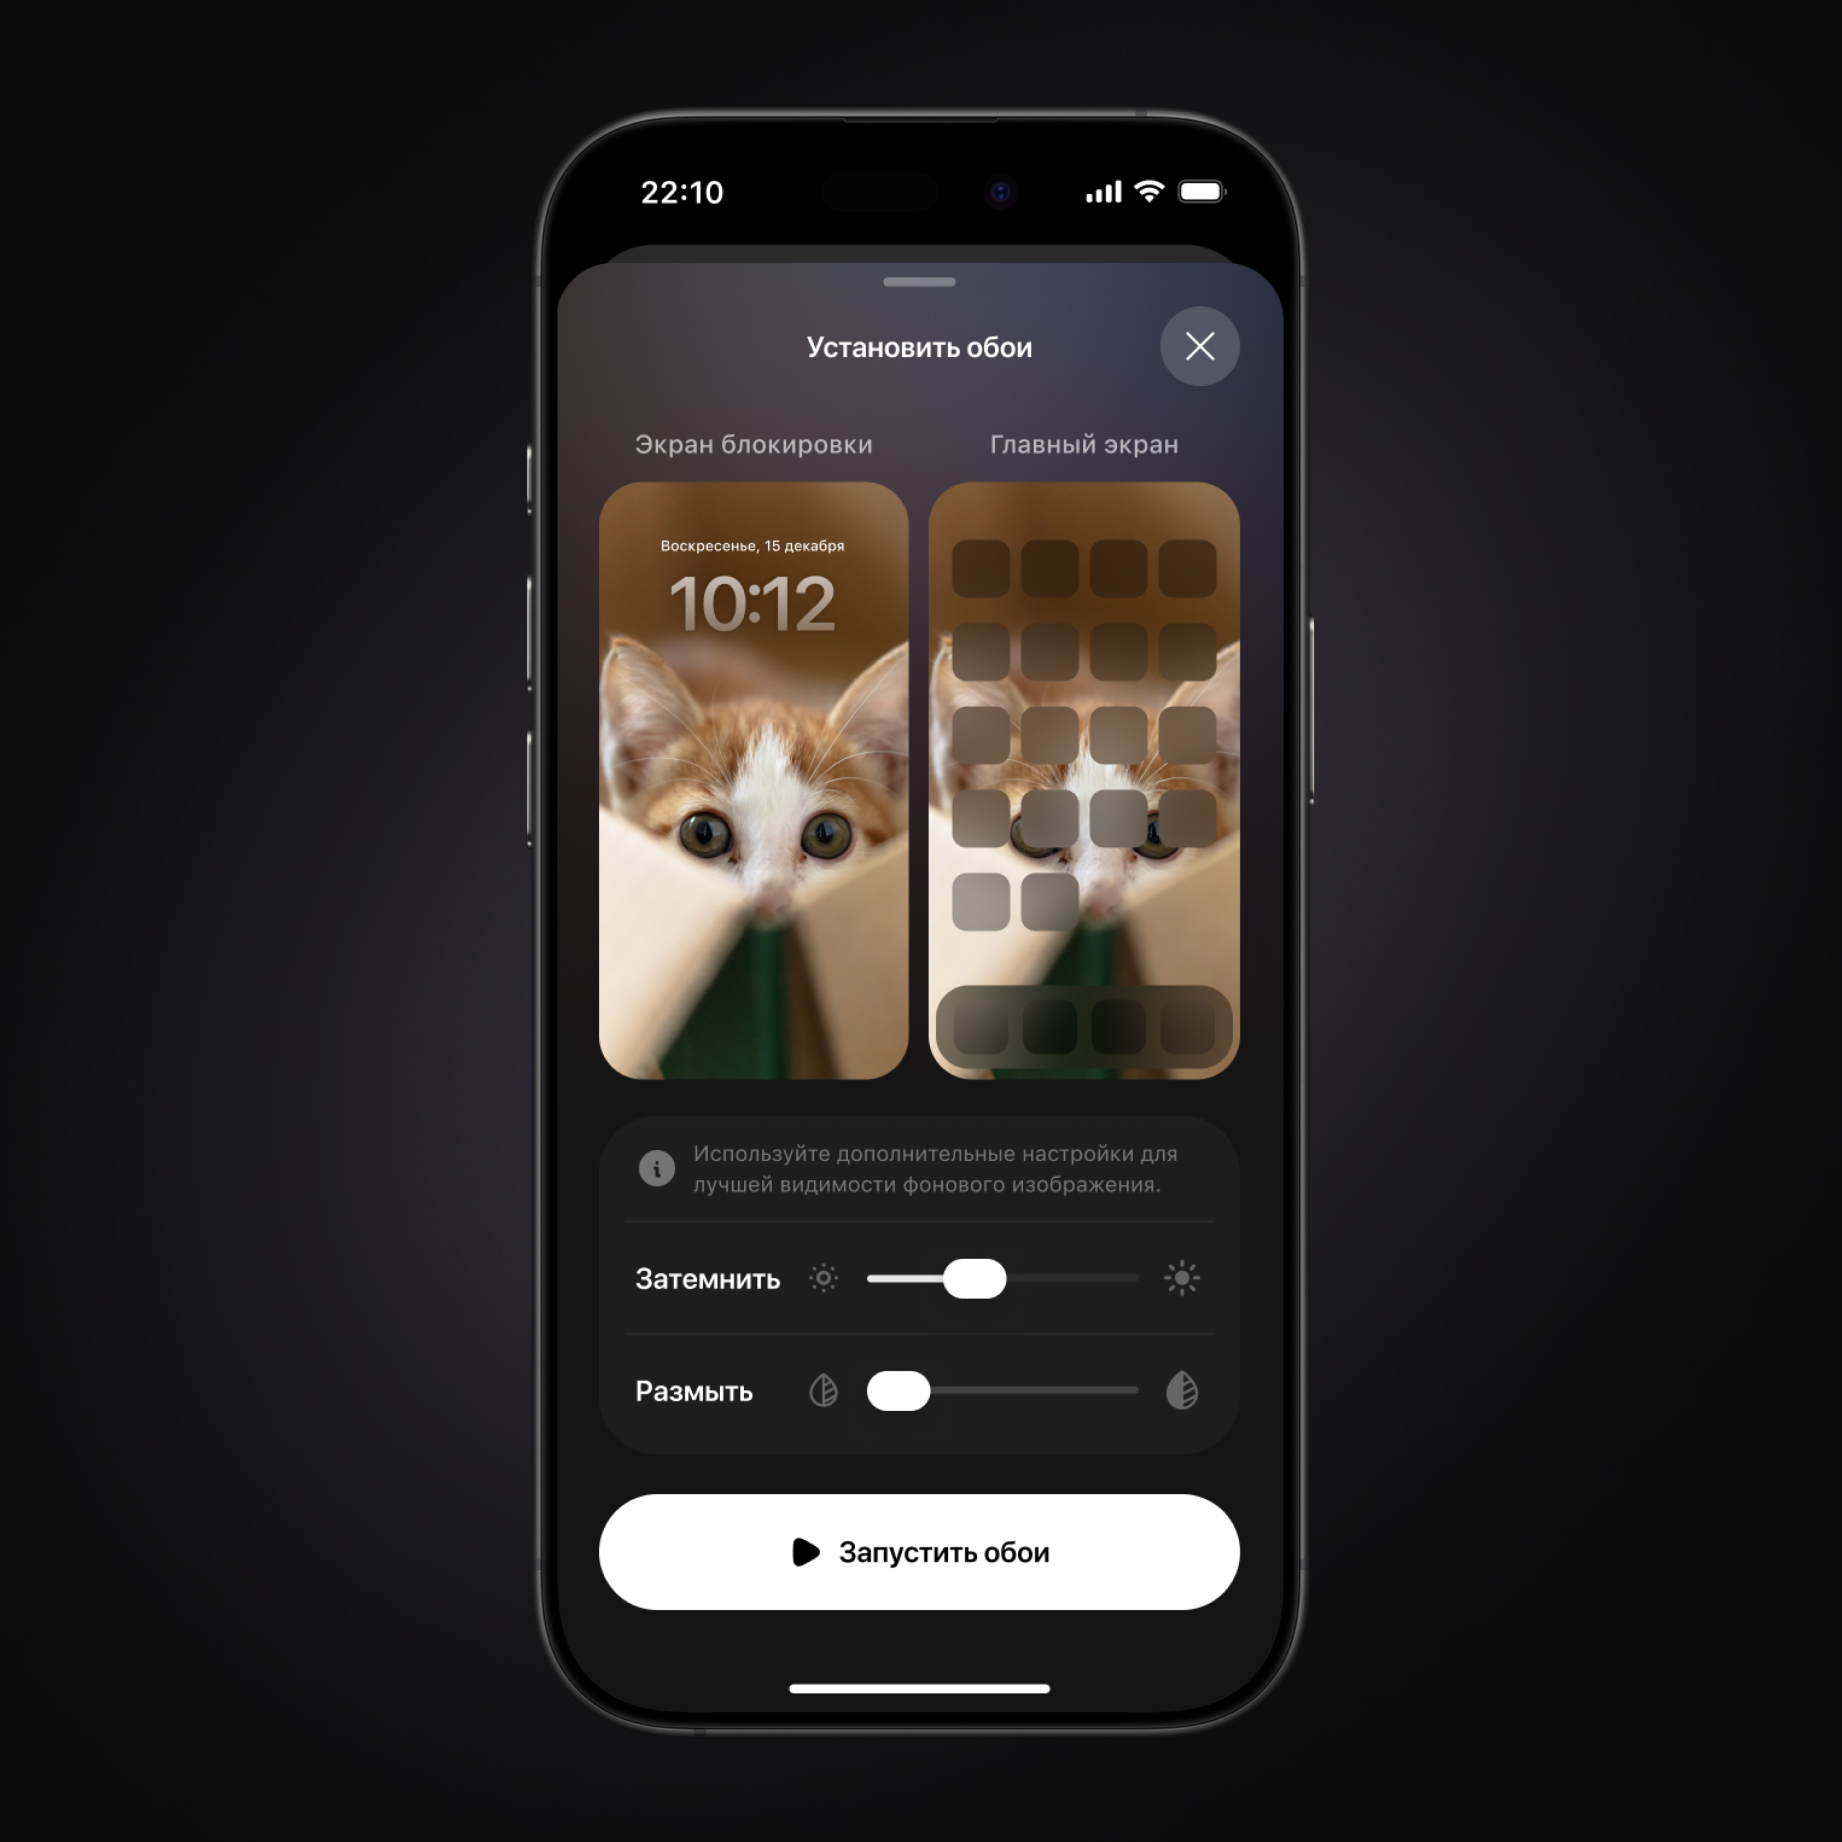 22:10
Установить обои
Экран блокировки
Главный экран
Воскресенье, 15 декабря
10:12
Используйте дополнительные настройки для
лучшей видимости фонового изображения.
Затемнить
Размыть
Запустить обои